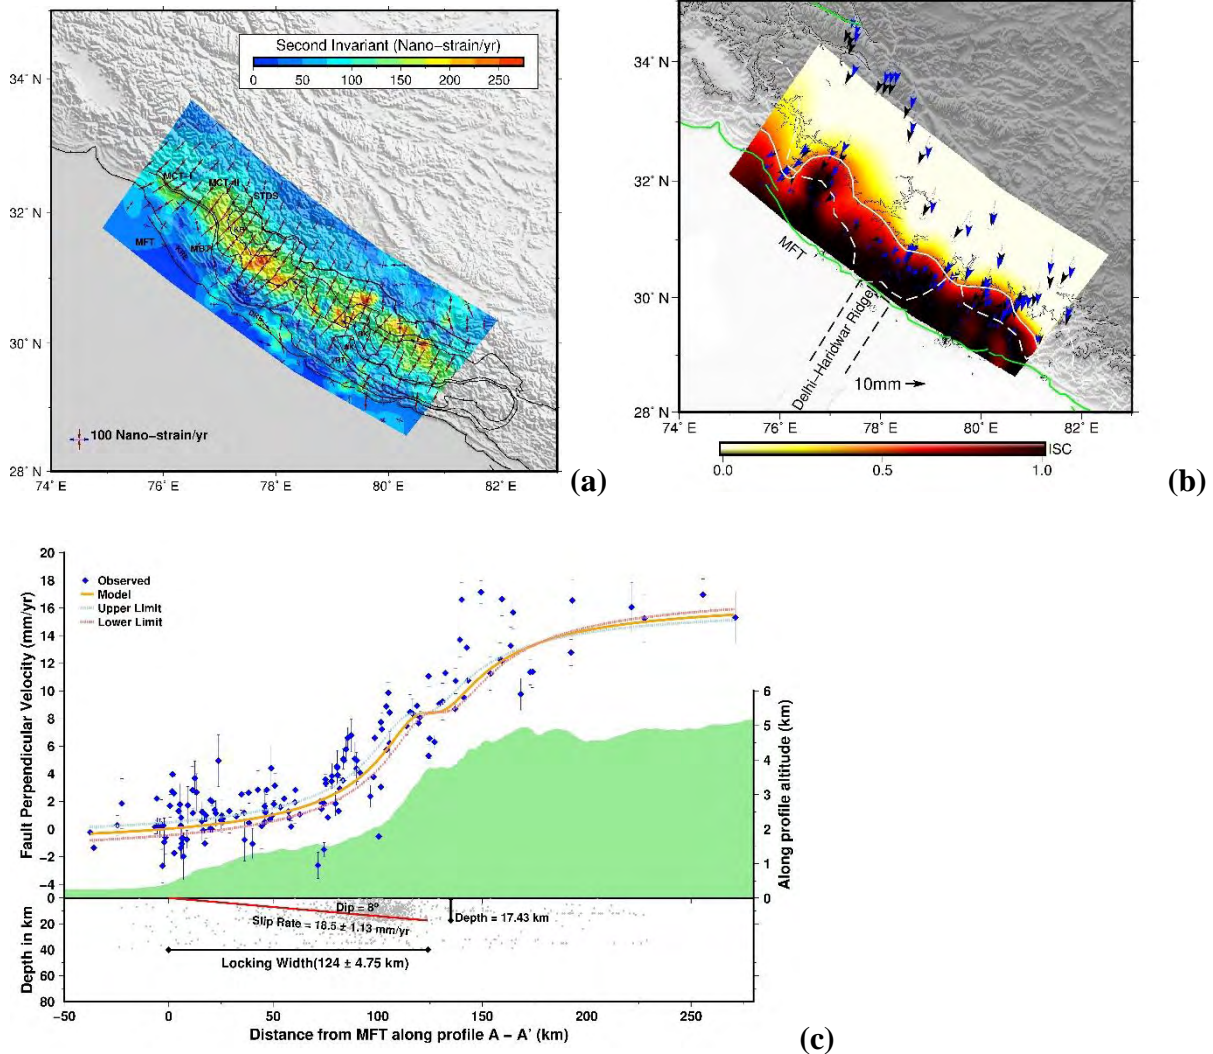 Second Invariant (Nano-strain/yr)
0 50 100 150 200 250
34° N
32° N
30° N
28° N
MCT-I
MCT-II
STDS
MFT
100 Nano-strain/yr
74° E 76° E 78° E 80° E 82° E
(a)
34° N
32° N
30° N
28° N
MFT
Delhi-Haridwar Ridge
10mm
74° E 76° E 78° E 80° E 82° E
ISC
0.0 0.5 1.0
(b)
20
18
16
14
12
10
8
6
4
2
0
-2
-4
Fault Perpendicular Velocity (mm/yr)
Observed
Model
Upper Limit
Lower Limit
6
5
4
3
2
1
0
Along profile altitude (km)
0
20
40
60
80
Depth in km
Dip = 8°
Slip Rate = 18.5 ± 1.13 mm/yr
Depth = 17.43 km
Locking Width(124 ± 4.75 km)
-50 0 50 100 150 200 250
Distance from MFT along profile A - A' (km)
(c)